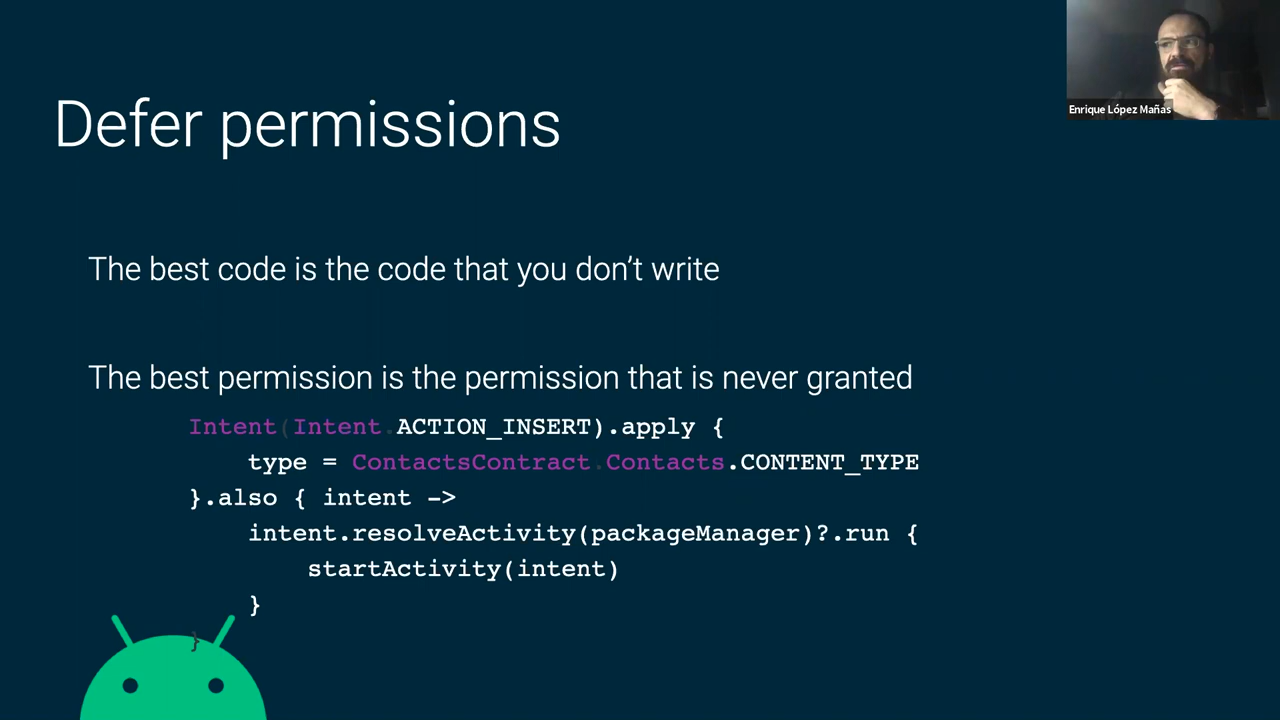 Defer permissions
Enrique López Mañas
The best code is the code that you don’t write
The best permission is the permission that is never granted
Intent(Intent.ACTION_INSERT).apply {
    type = ContactsContract.Contacts.CONTENT_TYPE
}.also { intent ->
    intent.resolveActivity(packageManager)?.run {
        startActivity(intent)
    }
}